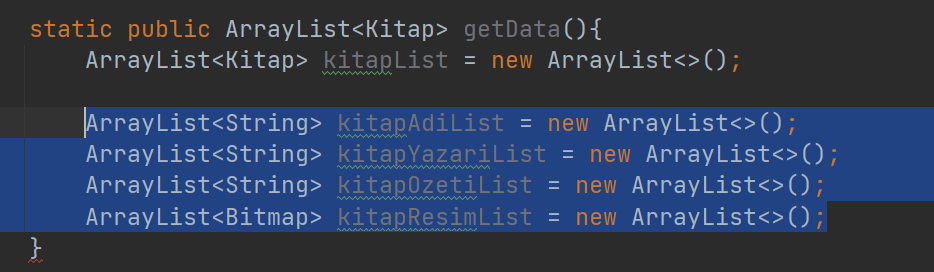 static public ArrayList<Kitap> getData(){
ArrayList<Kitap> kitapList = new ArrayList<>();
ArrayList<String> kitapAdiList = new ArrayList<>();
ArrayList<String> kitapYazariList = new ArrayList<>();
ArrayList<String> kitapOzetiList = new ArrayList<>();
ArrayList<Bitmap> kitapResimList = new ArrayList<>();
}